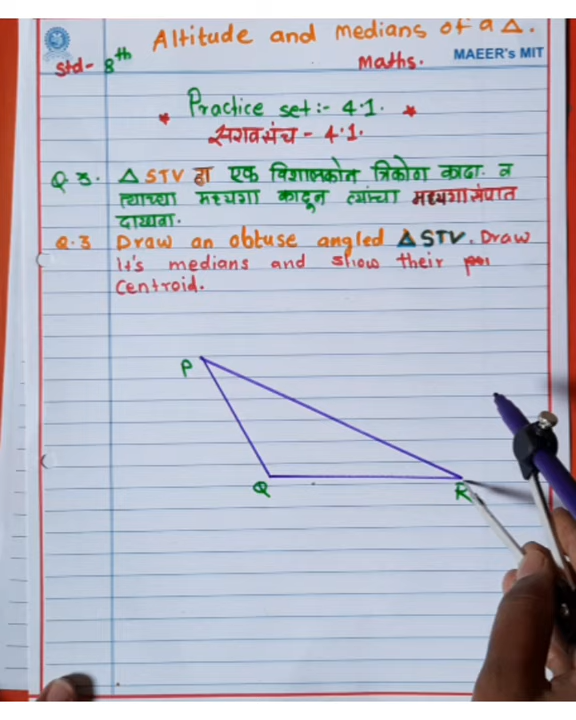 Altitude and medians of a Δ.
Std- 8th
Maths.
MAEER's MIT
* Practice set:- 4.1. *
सरावसंच - 4.1.
Q 3. Δ STV हा एक विशालकोन त्रिकोण काढा. व
त्याच्या मध्यगा काढून त्यांचा मध्यगासंपात
दाखवा.
Q.3 Draw an obtuse angled Δ STV. Draw
it's medians and show their
Centroid.
P
Q
R